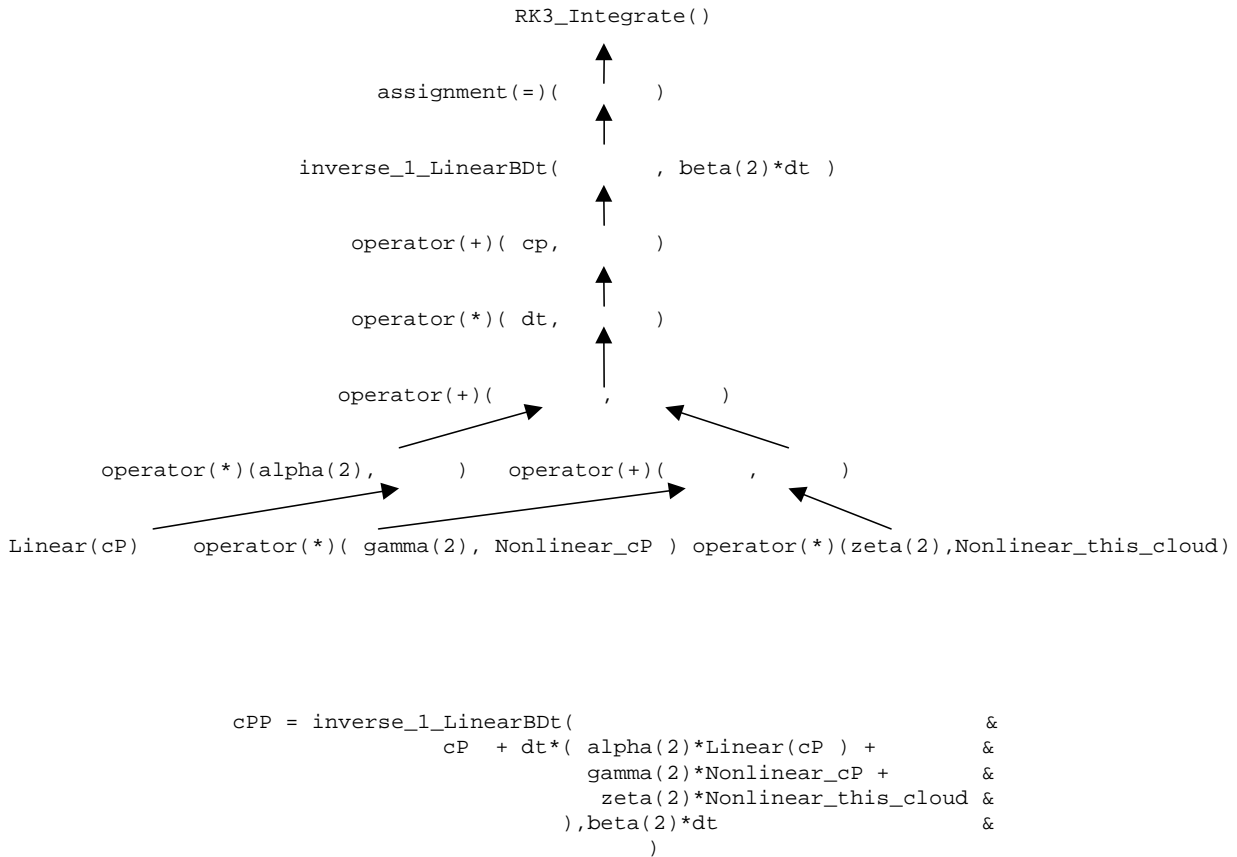 RK3_Integrate()
assignment(=)( )
inverse_1_LinearBDt( , beta(2)*dt )
operator(+)( cp, )
operator(*)( dt, )
operator(+)( , )
operator(*)(alpha(2), ) operator(+)( , )
Linear(cP) operator(*)( gamma(2), Nonlinear_cP ) operator(*)(zeta(2),Nonlinear_this_cloud)
cPP = inverse_1_LinearBDt( &
cP + dt*( alpha(2)*Linear(cP ) + &
gamma(2)*Nonlinear_cP + &
zeta(2)*Nonlinear_this_cloud &
),beta(2)*dt &
)